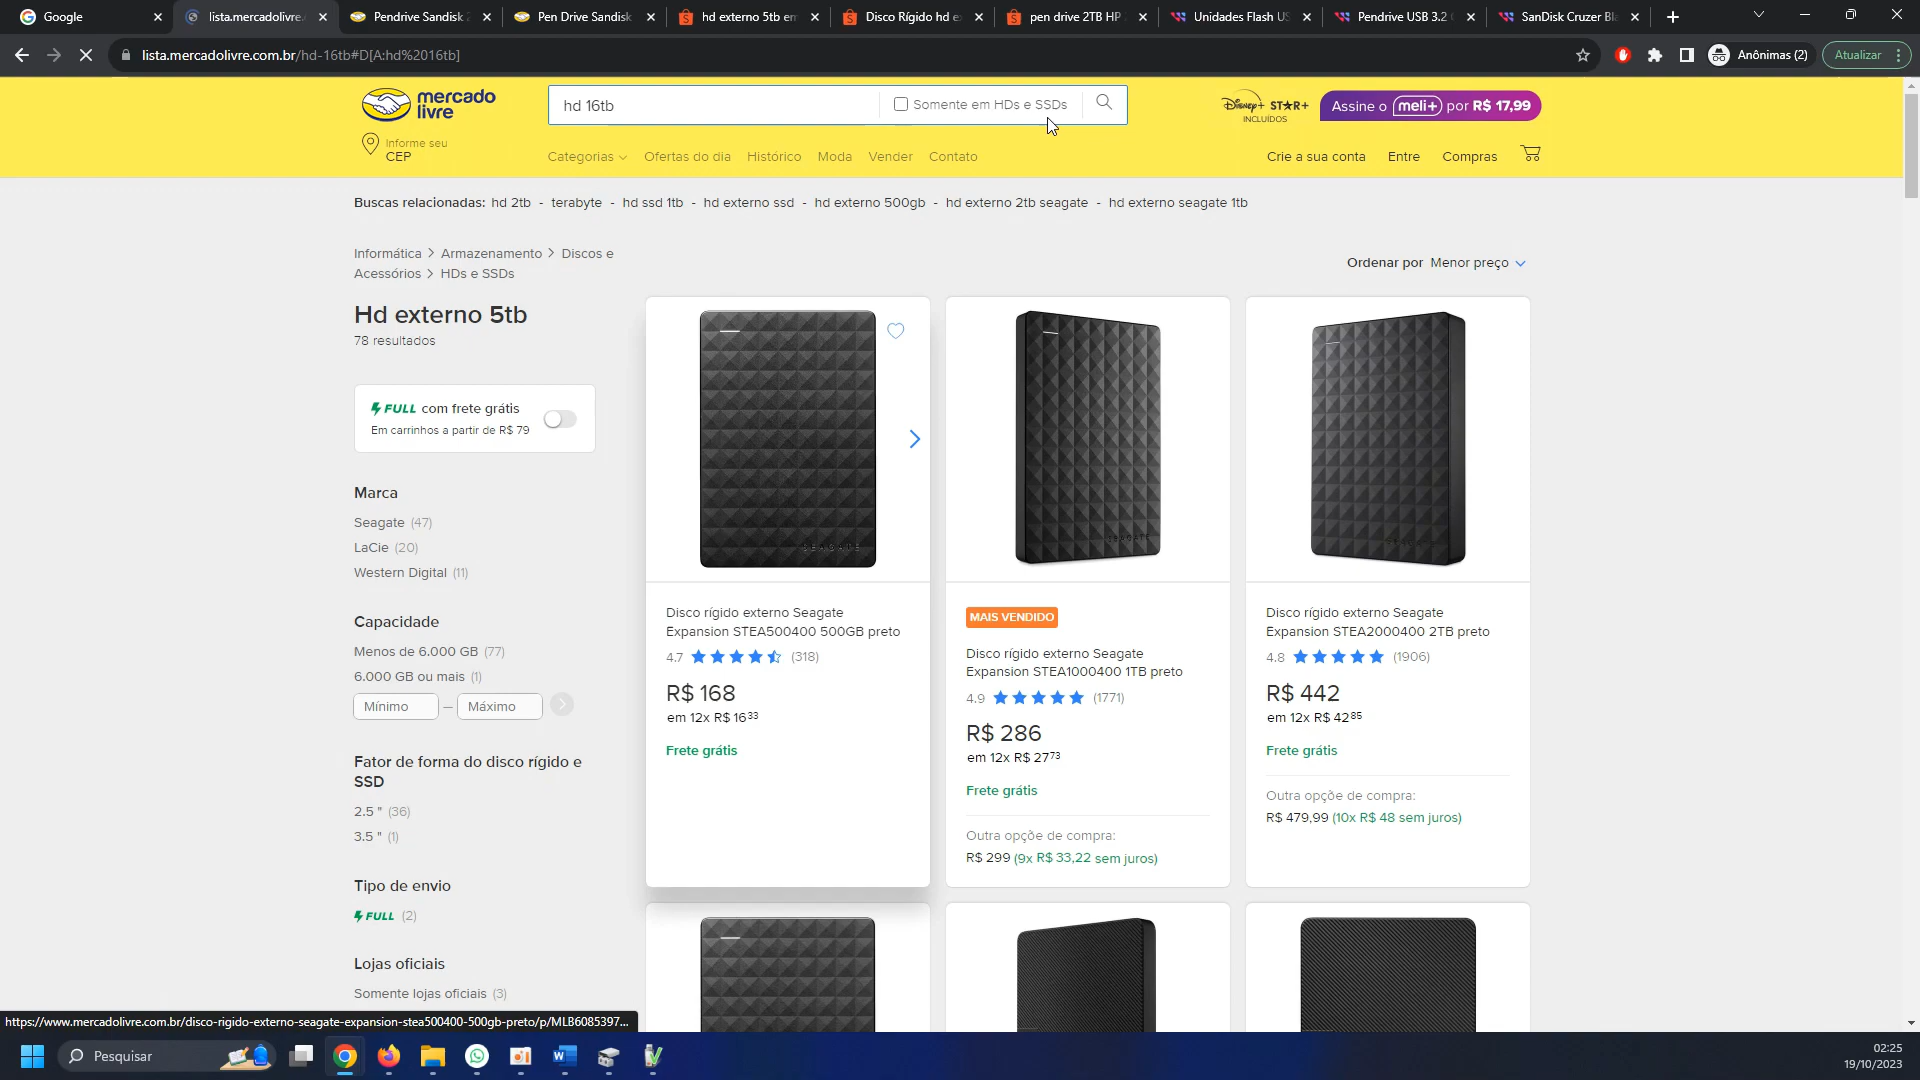 Google
lista.mercadolivre.
Pendrive Sandisk
Pen Drive Sandisk
hd externo 5tb em
Disco Rígido hd e
pen drive 2TB HP
Unidades Flash US
Pendrive USB 3.2
SanDisk Cruzer Bla
lista.mercadolivre.com.br/hd-16tb#D[A:hd%2016tb]
Anônimas (2)
Atualizar
mercado
livre
hd 16tb
Somente em HDs e SSDs
Disney+ STAR+
INCLUÍDOS
Assine o meli+ por R$ 17,99
Informe seu
CEP
Categorias
Ofertas do dia
Histórico
Moda
Vender
Contato
Crie a sua conta
Entre
Compras
Buscas relacionadas: hd 2tb - terabyte - hd ssd 1tb - hd externo ssd - hd externo 500gb - hd externo 2tb seagate - hd externo seagate 1tb
Informática > Armazenamento > Discos e
Acessórios > HDs e SSDs
Ordenar por Menor preço
Hd externo 5tb
78 resultados
FULL com frete grátis
Em carrinhos a partir de R$ 79
Marca
Seagate (47)
LaCie (20)
Western Digital (11)
Capacidade
Menos de 6.000 GB (77)
6.000 GB ou mais (1)
Mínimo — Máximo
Fator de forma do disco rígido e
SSD
2.5 " (36)
3.5 " (1)
Tipo de envio
FULL (2)
Lojas oficiais
Somente lojas oficiais (3)
SEAGATE
Disco rígido externo Seagate
Expansion STEA500400 500GB preto
4.7 (318)
R$ 168
em 12x R$ 16 33
Frete grátis
SEAGATE
MAIS VENDIDO
Disco rígido externo Seagate
Expansion STEA1000400 1TB preto
4.9 (1771)
R$ 286
em 12x R$ 27 73
Frete grátis
Outra opção de compra:
R$ 299 (9x R$ 33,22 sem juros)
Disco rígido externo Seagate
Expansion STEA2000400 2TB preto
4.8 (1906)
R$ 442
em 12x R$ 42 85
Frete grátis
Outra opção de compra:
R$ 479,99 (10x R$ 48 sem juros)
https://www.mercadolivre.com.br/disco-rigido-externo-seagate-expansion-stea500400-500gb-preto/p/MLB6085397...
Pesquisar
02:25
19/10/2023